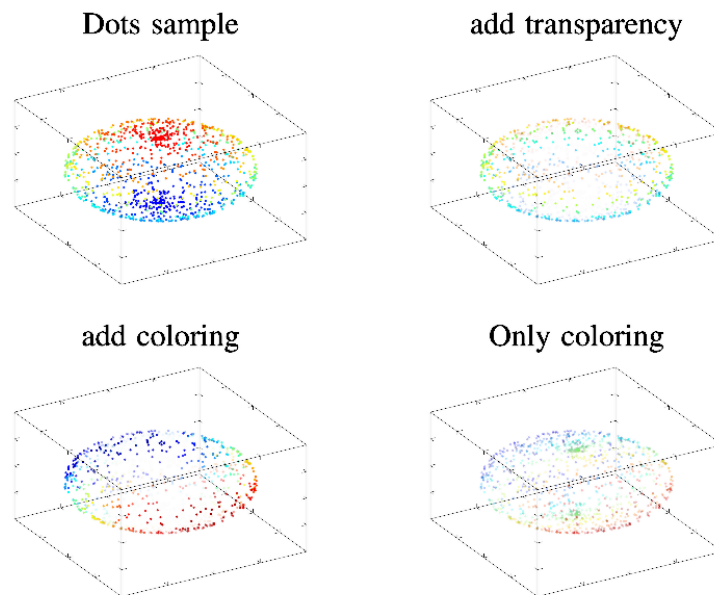 Dots sample
add transparency
add coloring
Only coloring